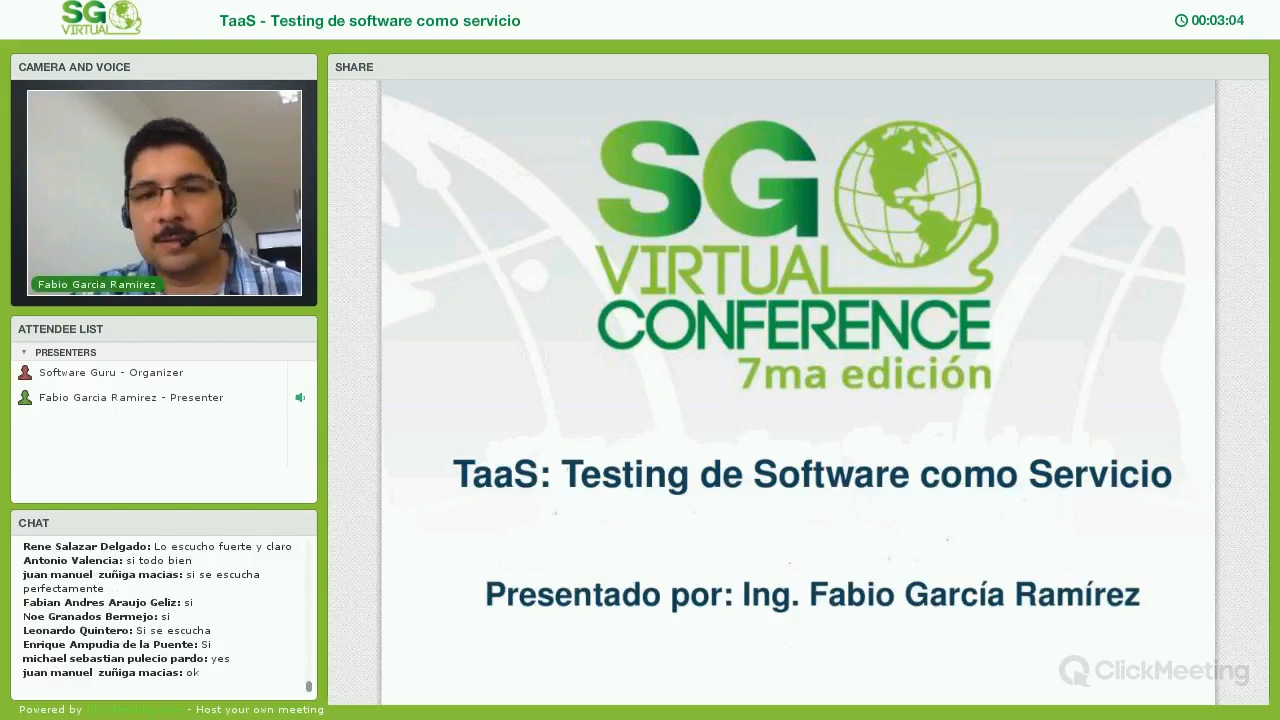 SG
VIRTUAL
TaaS - Testing de software como servicio
00:03:04
CAMERA AND VOICE
Fabio Garcia Ramirez
ATTENDEE LIST
PRESENTERS
Software Guru - Organizer
Fabio Garcia Ramirez - Presenter
CHAT
Rene Salazar Delgado: Lo escucho fuerte y claro
Antonio Valencia: si todo bien
juan manuel zuñiga macias: si se escucha
perfectamente
Fabian Andres Araujo Geliz: si
Noe Granados Bermejo: si
Leonardo Quintero: Si se escucha
Enrique Ampudia de la Puente: Si
michael sebastian pulecio pardo: yes
juan manuel zuñiga macias: ok
Powered by - Host your own meeting
SHARE
SG
VIRTUAL
CONFERENCE
7ma edición
TaaS: Testing de Software como Servicio
Presentado por: Ing. Fabio García Ramírez
ClickMeeting